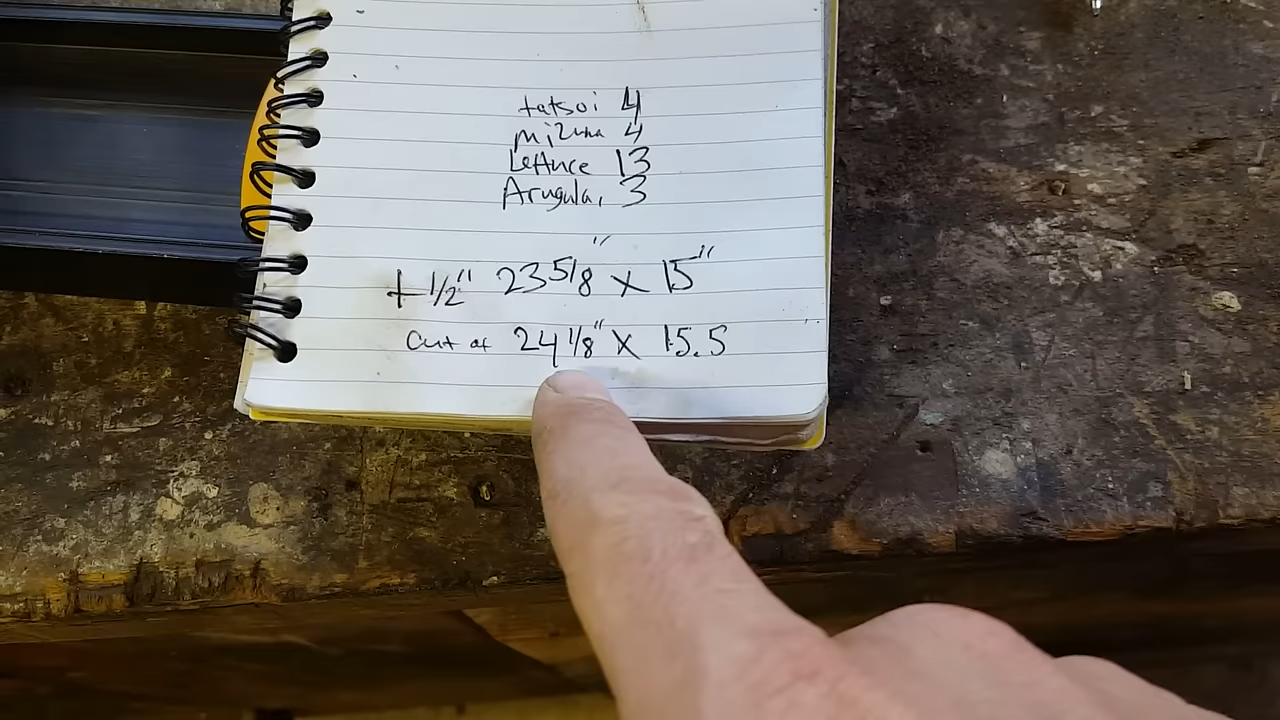 tatsoi 4
Mizuna 4
Lettuce 13
Arugula, 3
+ 1/2" 23 5/8" x 15"
Cut at 24 1/8" x 15.5